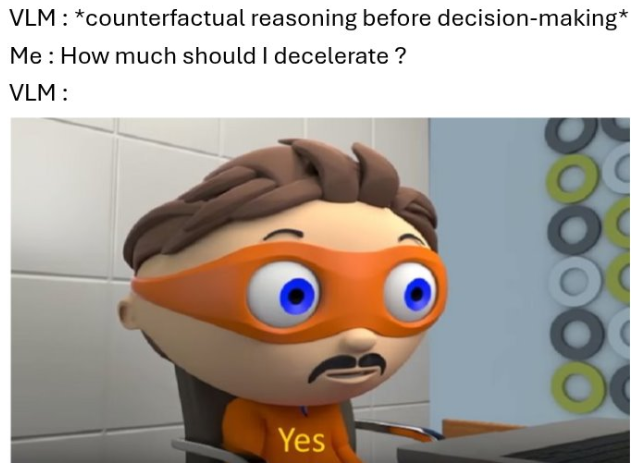 VLM : *counterfactual reasoning before decision-making*
Me : How much should I decelerate ?
VLM :
Yes